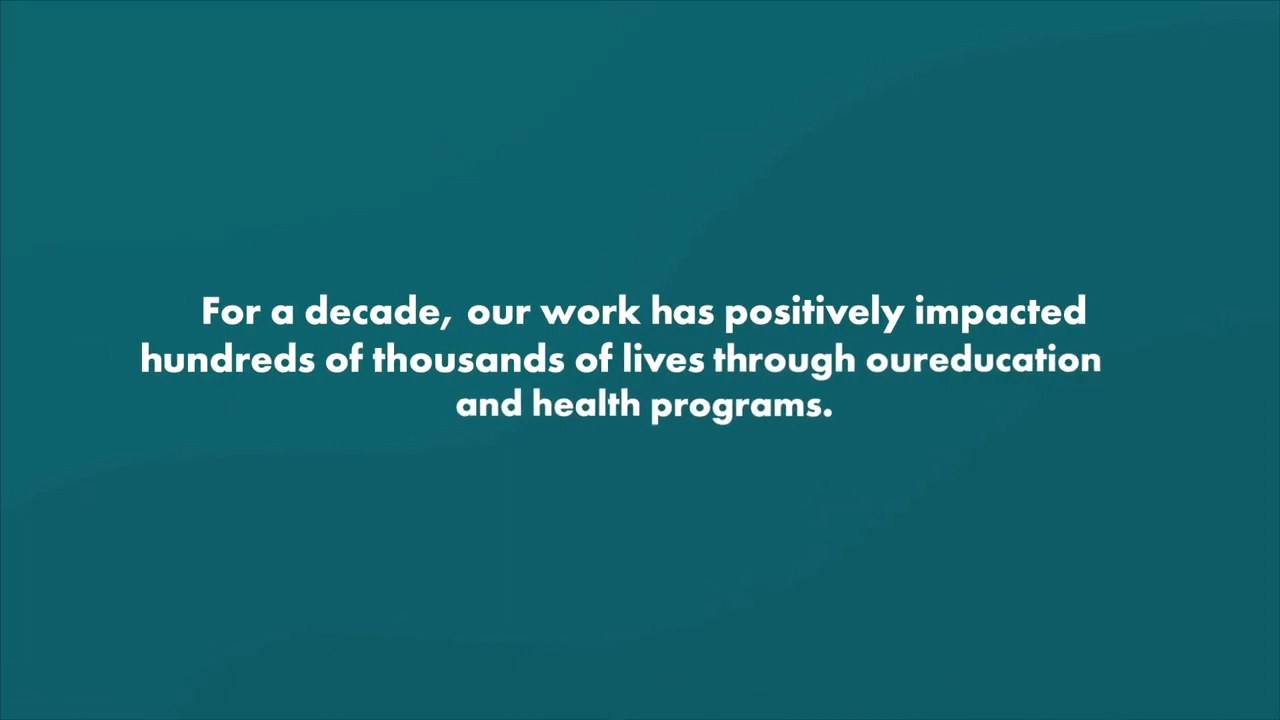 For a decade, our work has positively impacted
hundreds of thousands of lives through oureducation
and health programs.